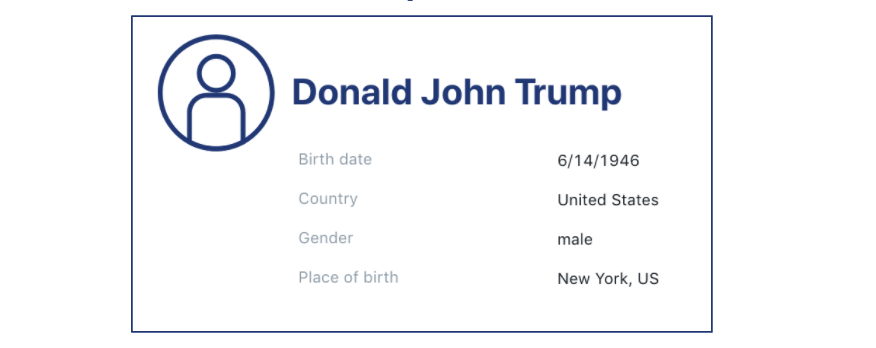 Donald John Trump
Birth date 6/14/1946
Country United States
Gender male
Place of birth New York, US